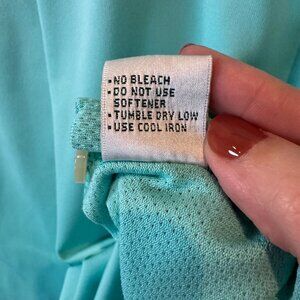 • NO BLEACH
• DO NOT USE
SOFTENER
• TUMBLE DRY LOW
• USE COOL IRON